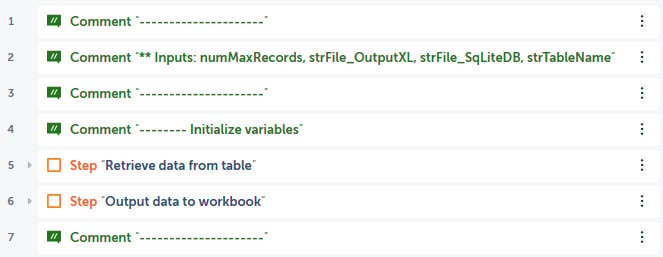 1 Comment "---------------------"
2 Comment "** Inputs: numMaxRecords, strFile_OutputXL, strFile_SqLiteDB, strTableName"
3 Comment "---------------------"
4 Comment "-------- Initialize variables"
5 Step "Retrieve data from table"
6 Step "Output data to workbook"
7 Comment "---------------------"